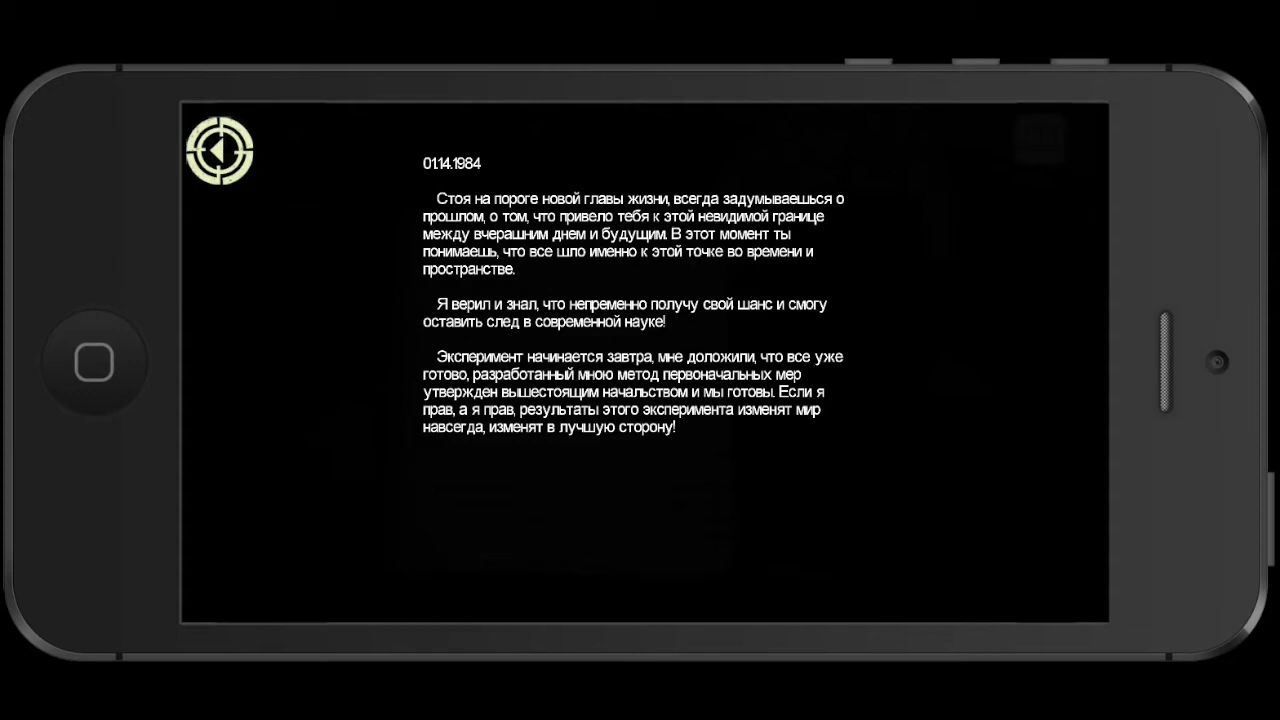 01.14.1984
Стоя на пороге новой главы жизни, всегда задумываешься о
прошлом, о том, что привело тебя к этой невидимой границе
между вчерашним днем и будущим. В этот момент ты
понимаешь, что все шло именно к этой точке во времени и
пространстве.
Я верил и знал, что непременно получу свой шанс и смогу
оставить след в современной науке!
Эксперимент начинается завтра, мне доложили, что все уже
готово, разработанный мною метод первоначальных мер
утвержден вышестоящим начальством и мы готовы. Если я
прав, а я прав, результаты этого эксперимента изменят мир
навсегда, изменят в лучшую сторону!